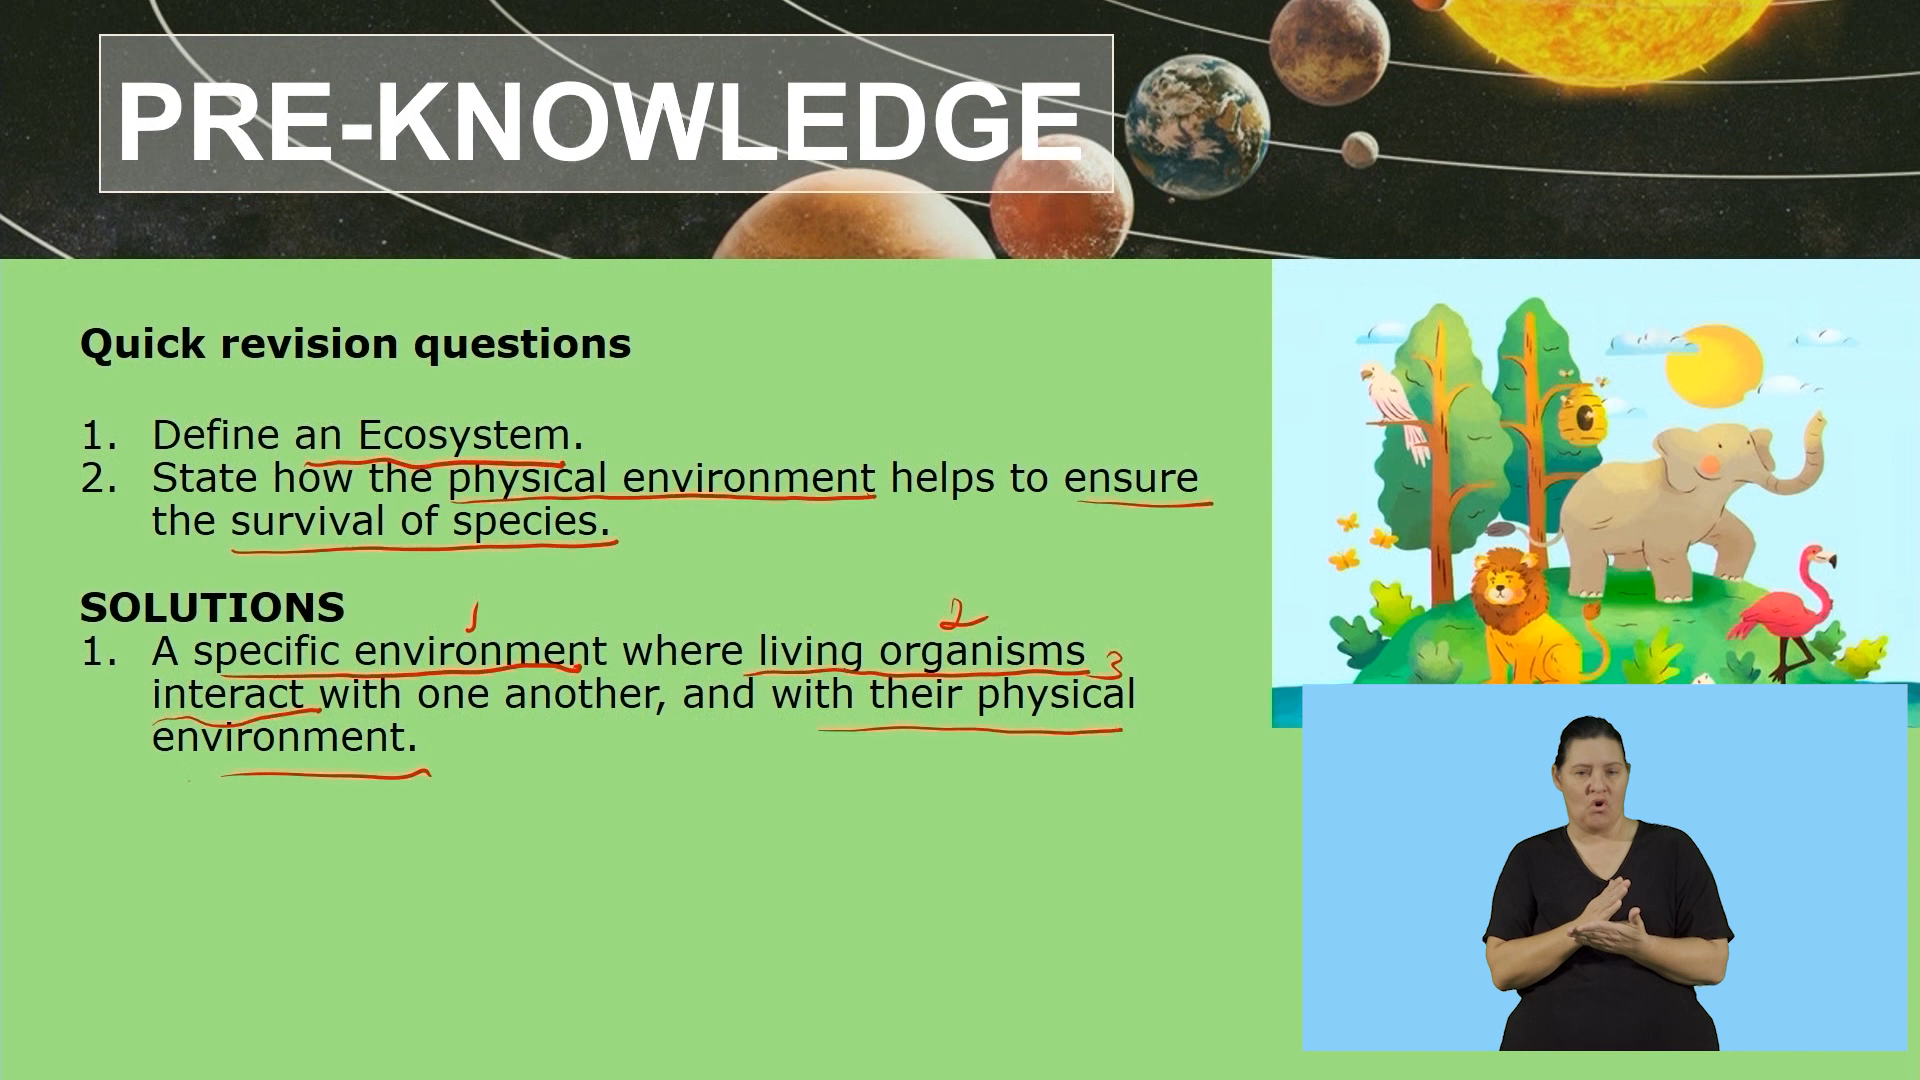 PRE-KNOWLEDGE
Quick revision questions
1. Define an Ecosystem.
2. State how the physical environment helps to ensure
the survival of species.
SOLUTIONS
1 2
1. A specific environment where living organisms 3
interact with one another, and with their physical
environment.